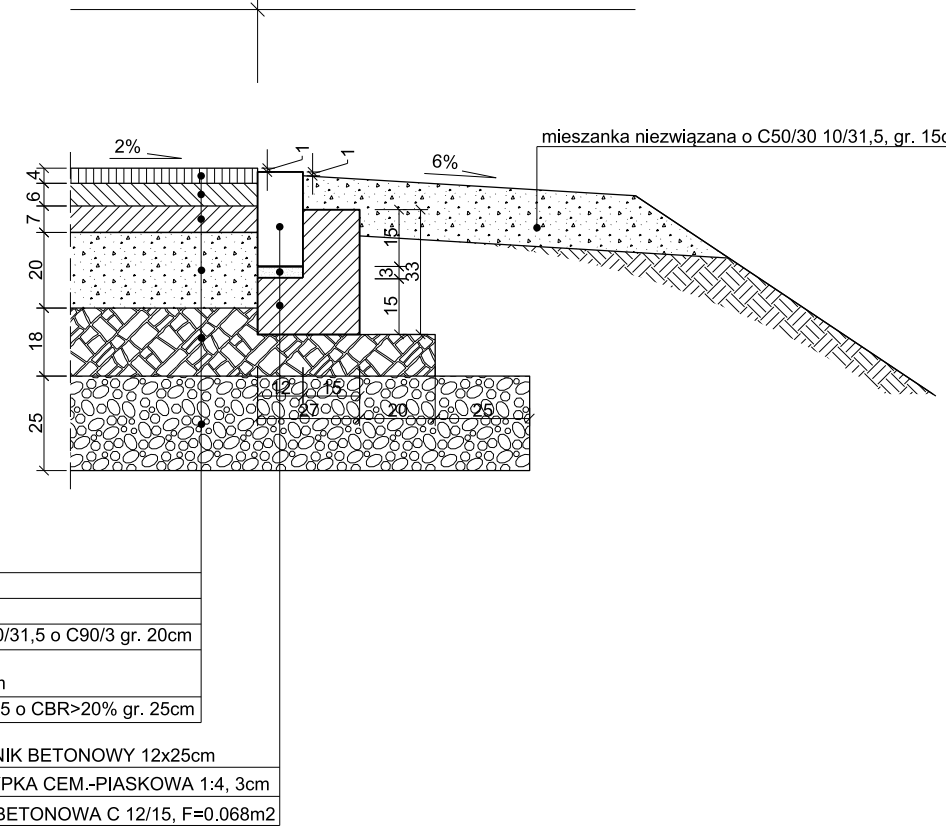 mieszanka niezwiązana o C50/30 10/31,5, gr. 15c
2%
1
1
6%
4
6
7
20
18
25
15
3
33
15
12
15
27
20
25
0/31,5 o C90/3 gr. 20cm
m
5 o CBR>20% gr. 25cm
NIK BETONOWY 12x25cm
YPKA CEM.-PIASKOWA 1:4, 3cm
BETONOWA C 12/15, F=0.068m2